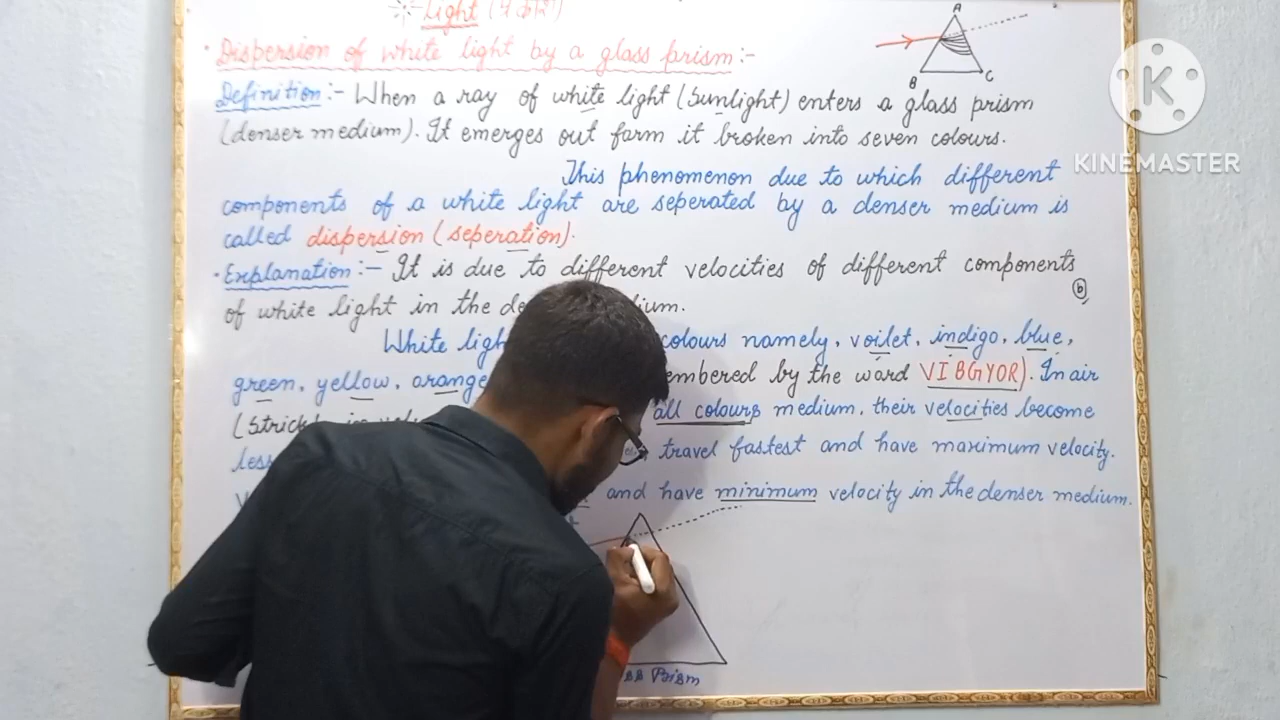 Light
· Dispersion of white light by a glass prism :-
A
B
C
K
KINEMASTER
Definition :- When a ray of white light (Sunlight) enters a glass prism
(denser medium). It emerges out farm it broken into seven colours.
This phenomenon due to which different
components of a white light are seperated by a denser medium is
called dispersion (seperation).
· Explanation :- It is due to different velocities of different components
b
of white light in the de ium.
White ligh colours namely, voilet, indigo, blue,
green, yellow, orange embered by the word VIBGYOR). In air
(Strick all colours medium, their velocities become
less travel fastest and have maximum velocity.
and have minimum velocity in the denser medium.
ss Prism